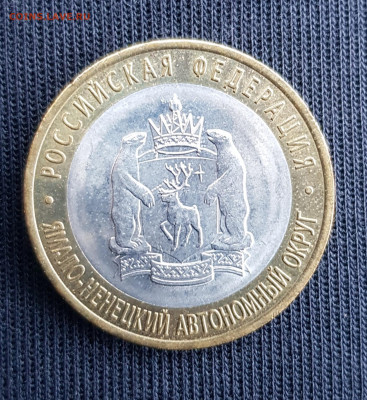 РОССИЙСКАЯ ФЕДЕРАЦИЯ
ЯМАЛО-НЕНЕЦКИЙ АВТОНОМНЫЙ ОКРУГ